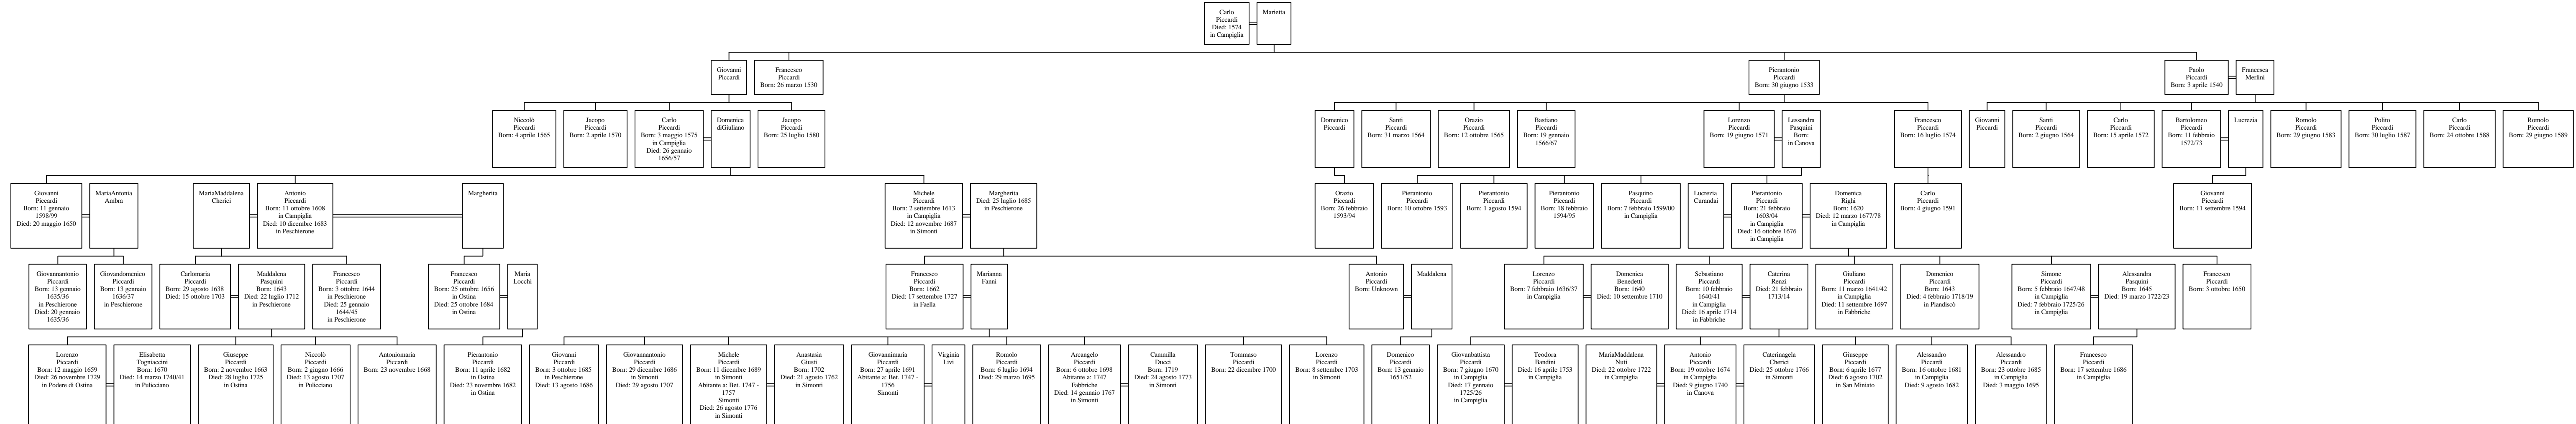 Carlo
Piccardi
Died: 1574
in Campiglia
Marietta
Giovanni
Piccardi
Francesco
Piccardi
Born: 26 marzo 1530
Pierantonio
Piccardi
Born: 30 giugno 1533
Paolo
Piccardi
Born: 3 aprile 1540
Francesca
Merlini
Niccolò
Piccardi
Born: 4 aprile 1565
Jacopo
Piccardi
Born: 2 aprile 1570
Carlo
Piccardi
Born: 3 maggio 1575
in Campiglia
Died: 26 gennaio
1656/57
Domenica
diGiuliano
Jacopo
Piccardi
Born: 25 luglio 1580
Domenico
Piccardi
Santi
Piccardi
Born: 31 marzo 1564
Orazio
Piccardi
Born: 12 ottobre 1565
Bastiano
Piccardi
Born: 19 gennaio
1566/67
Lorenzo
Piccardi
Born: 19 giugno 1571
Lessandra
Pasquini
Born:
in Canova
Francesco
Piccardi
Born: 16 luglio 1574
Giovanni
Piccardi
Santi
Piccardi
Born: 2 giugno 1564
Carlo
Piccardi
Born: 15 aprile 1572
Bartolomeo
Piccardi
Born: 11 febbraio
1572/73
Lucrezia
Romolo
Piccardi
Born: 29 giugno 1583
Polito
Piccardi
Born: 30 luglio 1587
Carlo
Piccardi
Born: 24 ottobre 1588
Romolo
Piccardi
Born: 29 giugno 1589
Giovanni
Piccardi
Born: 11 gennaio
1598/99
Died: 20 maggio 1650
MariaAntonia
Ambra
MariaMaddalena
Cherici
Antonio
Piccardi
Born: 11 ottobre 1608
in Campiglia
Died: 10 dicembre 1683
in Peschierone
Margherita
Michele
Piccardi
Born: 2 settembre 1613
in Campiglia
Died: 12 novembre 1687
in Simonti
Margherita
Died: 25 luglio 1685
in Peschierone
Orazio
Piccardi
Born: 26 febbraio
1593/94
Pierantonio
Piccardi
Born: 10 ottobre 1593
Pierantonio
Piccardi
Born: 1 agosto 1594
Pierantonio
Piccardi
Born: 18 febbraio
1594/95
Pasquino
Piccardi
Born: 7 febbraio 1599/00
in Campiglia
Lucrezia
Curandai
Pierantonio
Piccardi
Born: 21 febbraio
1603/04
in Campiglia
Died: 16 ottobre 1676
in Campiglia
Domenica
Righi
Born: 1620
Died: 12 marzo 1677/78
in Campiglia
Carlo
Piccardi
Born: 4 giugno 1591
Giovanni
Piccardi
Born: 11 settembre 1594
Giovannantonio
Piccardi
Born: 13 gennaio
1635/36
in Peschierone
Died: 20 gennaio
1635/36
Giovandomenico
Piccardi
Born: 13 gennaio
1636/37
in Peschierone
Carlomaria
Piccardi
Born: 29 agosto 1638
Died: 15 ottobre 1703
Maddalena
Pasquini
Born: 1643
Died: 22 luglio 1712
in Peschierone
Francesco
Piccardi
Born: 3 ottobre 1644
in Peschierone
Died: 25 gennaio
1644/45
in Peschierone
Francesco
Piccardi
Born: 25 ottobre 1656
in Ostina
Died: 25 ottobre 1684
in Ostina
Maria
Locchi
Francesco
Piccardi
Born: 1662
Died: 17 settembre 1727
in Faella
Marianna
Fanni
Antonio
Piccardi
Born: Unknown
Maddalena
Lorenzo
Piccardi
Born: 7 febbraio 1636/37
in Campiglia
Domenica
Benedetti
Born: 1640
Died: 10 settembre 1710
Sebastiano
Piccardi
Born: 10 febbraio
1640/41
in Campiglia
Died: 16 aprile 1714
in Fabbriche
Caterina
Renzi
Died: 21 febbraio
1713/14
Giuliano
Piccardi
Born: 11 marzo 1641/42
in Campiglia
Died: 11 settembre 1697
in Fabbriche
Domenico
Piccardi
Born: 1643
Died: 4 febbraio 1718/19
in Piandiscò
Simone
Piccardi
Born: 5 febbraio 1647/48
in Campiglia
Died: 7 febbraio 1725/26
in Campiglia
Alessandra
Pasquini
Born: 1645
Died: 19 marzo 1722/23
Francesco
Piccardi
Born: 3 ottobre 1650
Lorenzo
Piccardi
Born: 12 maggio 1659
Died: 26 novembre 1729
in Podere di Ostina
Elisabetta
Togniaccini
Born: 1670
Died: 14 marzo 1740/41
in Pulicciano
Giuseppe
Piccardi
Born: 2 novembre 1663
Died: 28 luglio 1725
in Ostina
Niccolò
Piccardi
Born: 2 giugno 1666
Died: 13 agosto 1707
in Pulicciano
Antoniomaria
Piccardi
Born: 23 novembre 1668
Pierantonio
Piccardi
Born: 11 aprile 1682
in Ostina
Died: 23 novembre 1682
in Ostina
Giovanni
Piccardi
Born: 3 ottobre 1685
in Peschierone
Died: 13 agosto 1686
Giovannantonio
Piccardi
Born: 29 dicembre 1686
in Simonti
Died: 29 agosto 1707
Michele
Piccardi
Born: 11 dicembre 1689
in Simonti
Abitante a: Bet. 1747 -
1757
Simonti
Died: 26 agosto 1776
in Simonti
Anastasia
Giusti
Born: 1702
Died: 21 agosto 1762
in Simonti
Giovannimaria
Piccardi
Born: 27 aprile 1691
Abitante a: Bet. 1747 -
1756
Simonti
Virginia
Livi
Romolo
Piccardi
Born: 6 luglio 1694
Died: 29 marzo 1695
Arcangelo
Piccardi
Born: 6 ottobre 1698
Abitante a: 1747
Fabbriche
Died: 14 gennaio 1767
in Simonti
Cammilla
Ducci
Born: 1719
Died: 24 agosto 1773
in Simonti
Tommaso
Piccardi
Born: 22 dicembre 1700
Lorenzo
Piccardi
Born: 8 settembre 1703
in Simonti
Domenico
Piccardi
Born: 13 gennaio
1651/52
Giovanbattista
Piccardi
Born: 7 giugno 1670
in Campiglia
Died: 17 gennaio
1725/26
in Campiglia
Teodora
Bandini
Died: 16 aprile 1753
in Campiglia
MariaMaddalena
Nuti
Died: 22 ottobre 1722
in Campiglia
Antonio
Piccardi
Born: 19 ottobre 1674
in Campiglia
Died: 9 giugno 1740
in Canova
Caterinagela
Cherici
Died: 25 ottobre 1766
in Simonti
Giuseppe
Piccardi
Born: 6 aprile 1677
Died: 6 agosto 1702
in San Miniato
Alessandro
Piccardi
Born: 16 ottobre 1681
in Campiglia
Died: 9 agosto 1682
Alessandro
Piccardi
Born: 23 ottobre 1685
in Campiglia
Died: 3 maggio 1695
Francesco
Piccardi
Born: 17 settembre 1686
in Campiglia